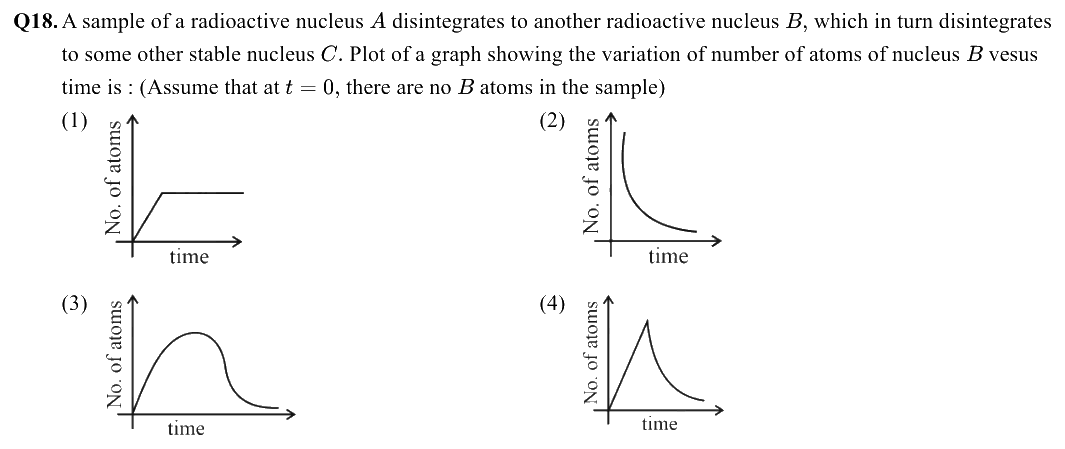 Q18. A sample of a radioactive nucleus A disintegrates to another radioactive nucleus B, which in turn disintegrates
to some other stable nucleus C. Plot of a graph showing the variation of number of atoms of nucleus B vesus
time is : (Assume that at t = 0, there are no B atoms in the sample)
(1)
No. of atoms
time
(2)
No. of atoms
time
(3)
No. of atoms
time
(4)
No. of atoms
time